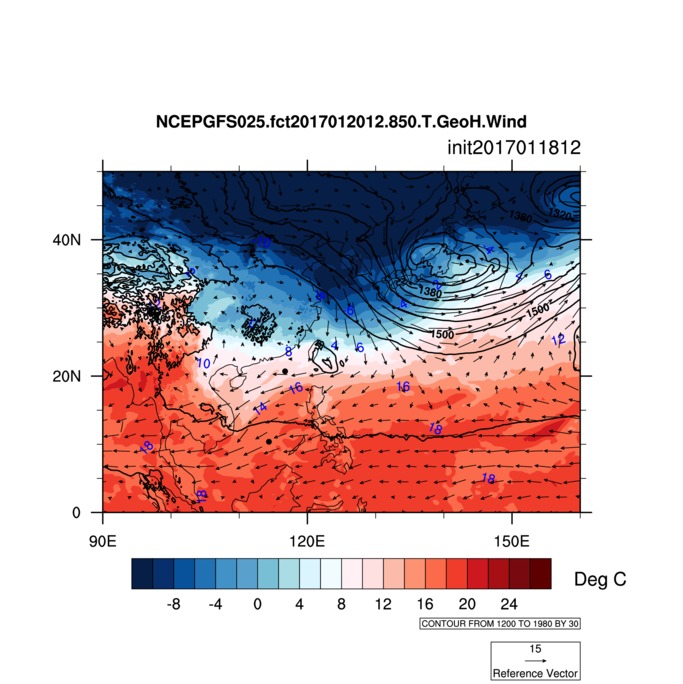 NCEPGFS025.fct2017012012.850.T.GeoH.Wind
init2017011812
1380
1320
40N
6
1380
1500
1500
12
4
6
8
10
20N
16
16
14
18
18
18
18
0
90E
120E
150E
-8 -4 0 4 8 12 16 20 24
Deg C
CONTOUR FROM 1200 TO 1980 BY 30
15
Reference Vector